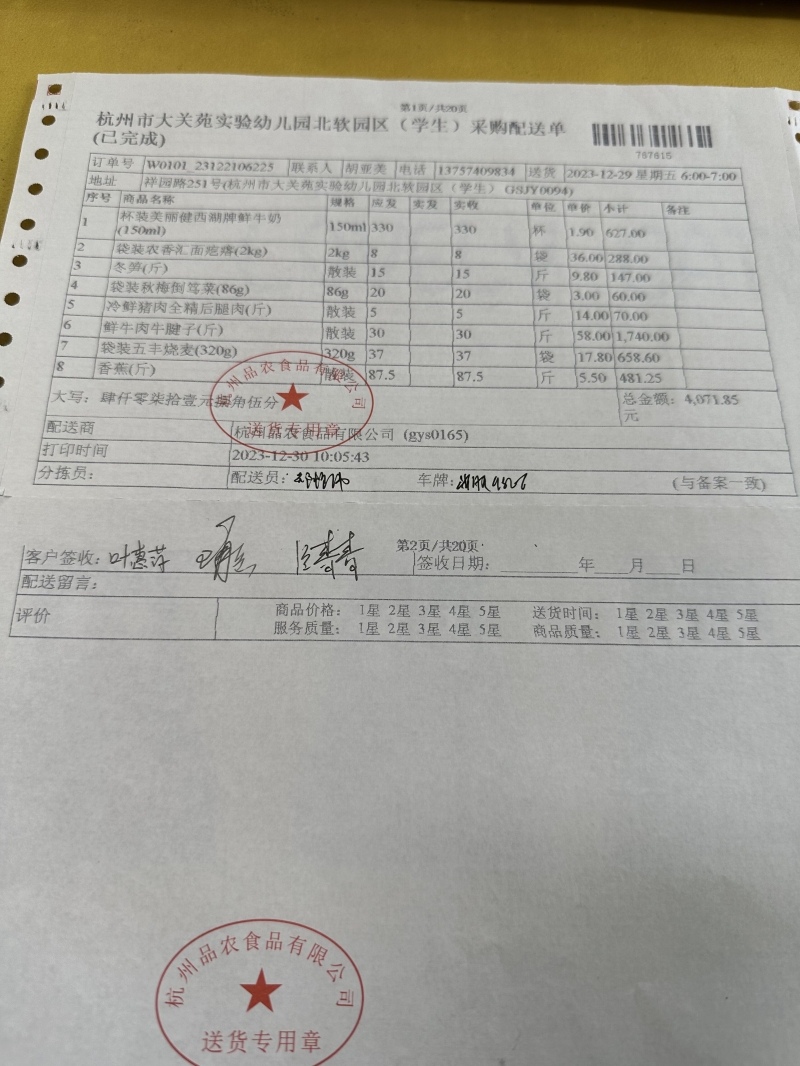 第1页/共20页
杭州市大关苑实验幼儿园北软园区（学生）采购配送单
(已完成)
767615
订单号 W0101_23122106225 联系人 胡亚美 电话 13757409834 送货 2023-12-29 星期五 6:00-7:00
地址 祥园路251号(杭州市大关苑实验幼儿园北软园区（学生）GSJY0094)
序号 商品名称 规格 应发 实发 实收 单位 单价 小计 备注
1 杯装美丽健西湖牌鲜牛奶(150ml) 150ml 330 330 杯 1.90 627.00
2 袋装农香汇面疙瘩(2kg) 2kg 8 8 袋 36.00 288.00
3 冬笋(斤) 散装 15 15 斤 9.80 147.00
4 袋装秋梅倒笃菜(86g) 86g 20 20 袋 3.00 60.00
5 冷鲜猪肉全精后腿肉(斤) 散装 5 5 斤 14.00 70.00
6 鲜牛肉牛腱子(斤) 散装 30 30 斤 58.00 1,740.00
7 袋装五丰烧麦(320g) 320g 37 37 袋 17.80 658.60
8 香蕉(斤) 散装 87.5 87.5 斤 5.50 481.25
大写：肆仟零柒拾壹元捌角伍分 总金额：4,071.85
元
配送商 杭州品农食品有限公司 (gys0165)
打印时间 2023-12-30 10:05:43
分拣员： 配送员： 车牌： (与备案一致)
杭州品农食品有限公司
送货专用章
第2页/共20页
客户签收：叶惠萍 签收日期： 年 月 日
配送留言：
评价 商品价格： 1星 2星 3星 4星 5星 送货时间： 1星 2星 3星 4星 5星
服务质量： 1星 2星 3星 4星 5星 商品质量： 1星 2星 3星 4星 5星
杭州品农食品有限公司
送货专用章